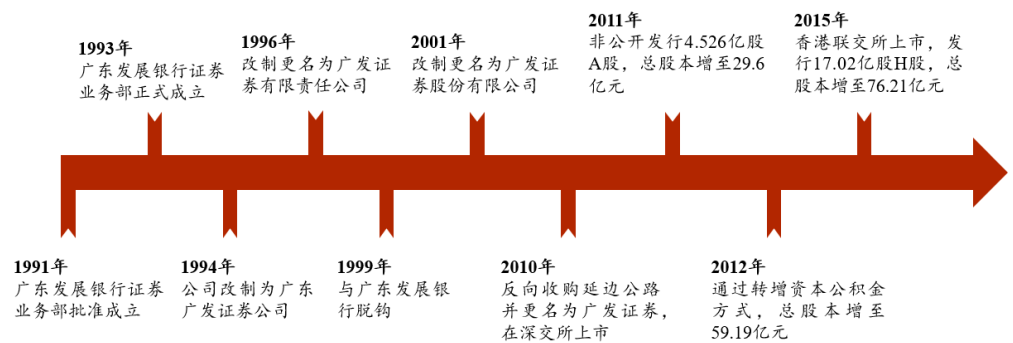 1993年
广东发展银行证券
业务部正式成立
1996年
改制更名为广发证
券有限责任公司
2001年
改制更名为广发证
券股份有限公司
2011年
非公开发行4.526亿股
A股，总股本增至29.6
亿元
2015年
香港联交所上市，发
行17.02亿股H股，总
股本增至76.21亿元
1991年
广东发展银行证券
业务部批准成立
1994年
公司改制为广东
广发证券公司
1999年
与广东发展银
行脱钩
2010年
反向收购延边公路
并更名为广发证券，
在深交所上市
2012年
通过转增资本公积金
方式，总股本增至
59.19亿元